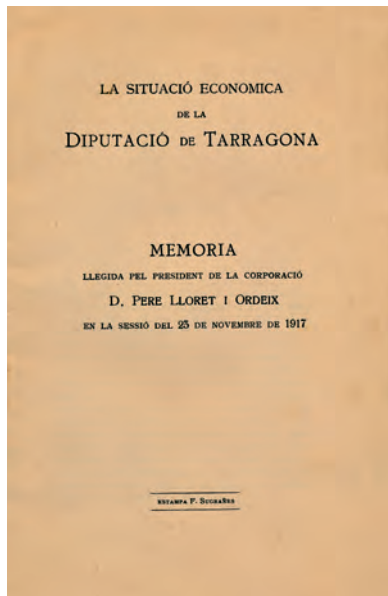 LA SITUACIÓ ECONOMICA
DE LA
DIPUTACIÓ DE TARRAGONA
MEMORIA
LLEGIDA PEL PRESIDENT DE LA CORPORACIÓ
D. PERE LLORET I ORDEIX
EN LA SESSIÓ DEL 23 DE NOVEMBRE DE 1917
ESTAMPA F. SUGRAÑES